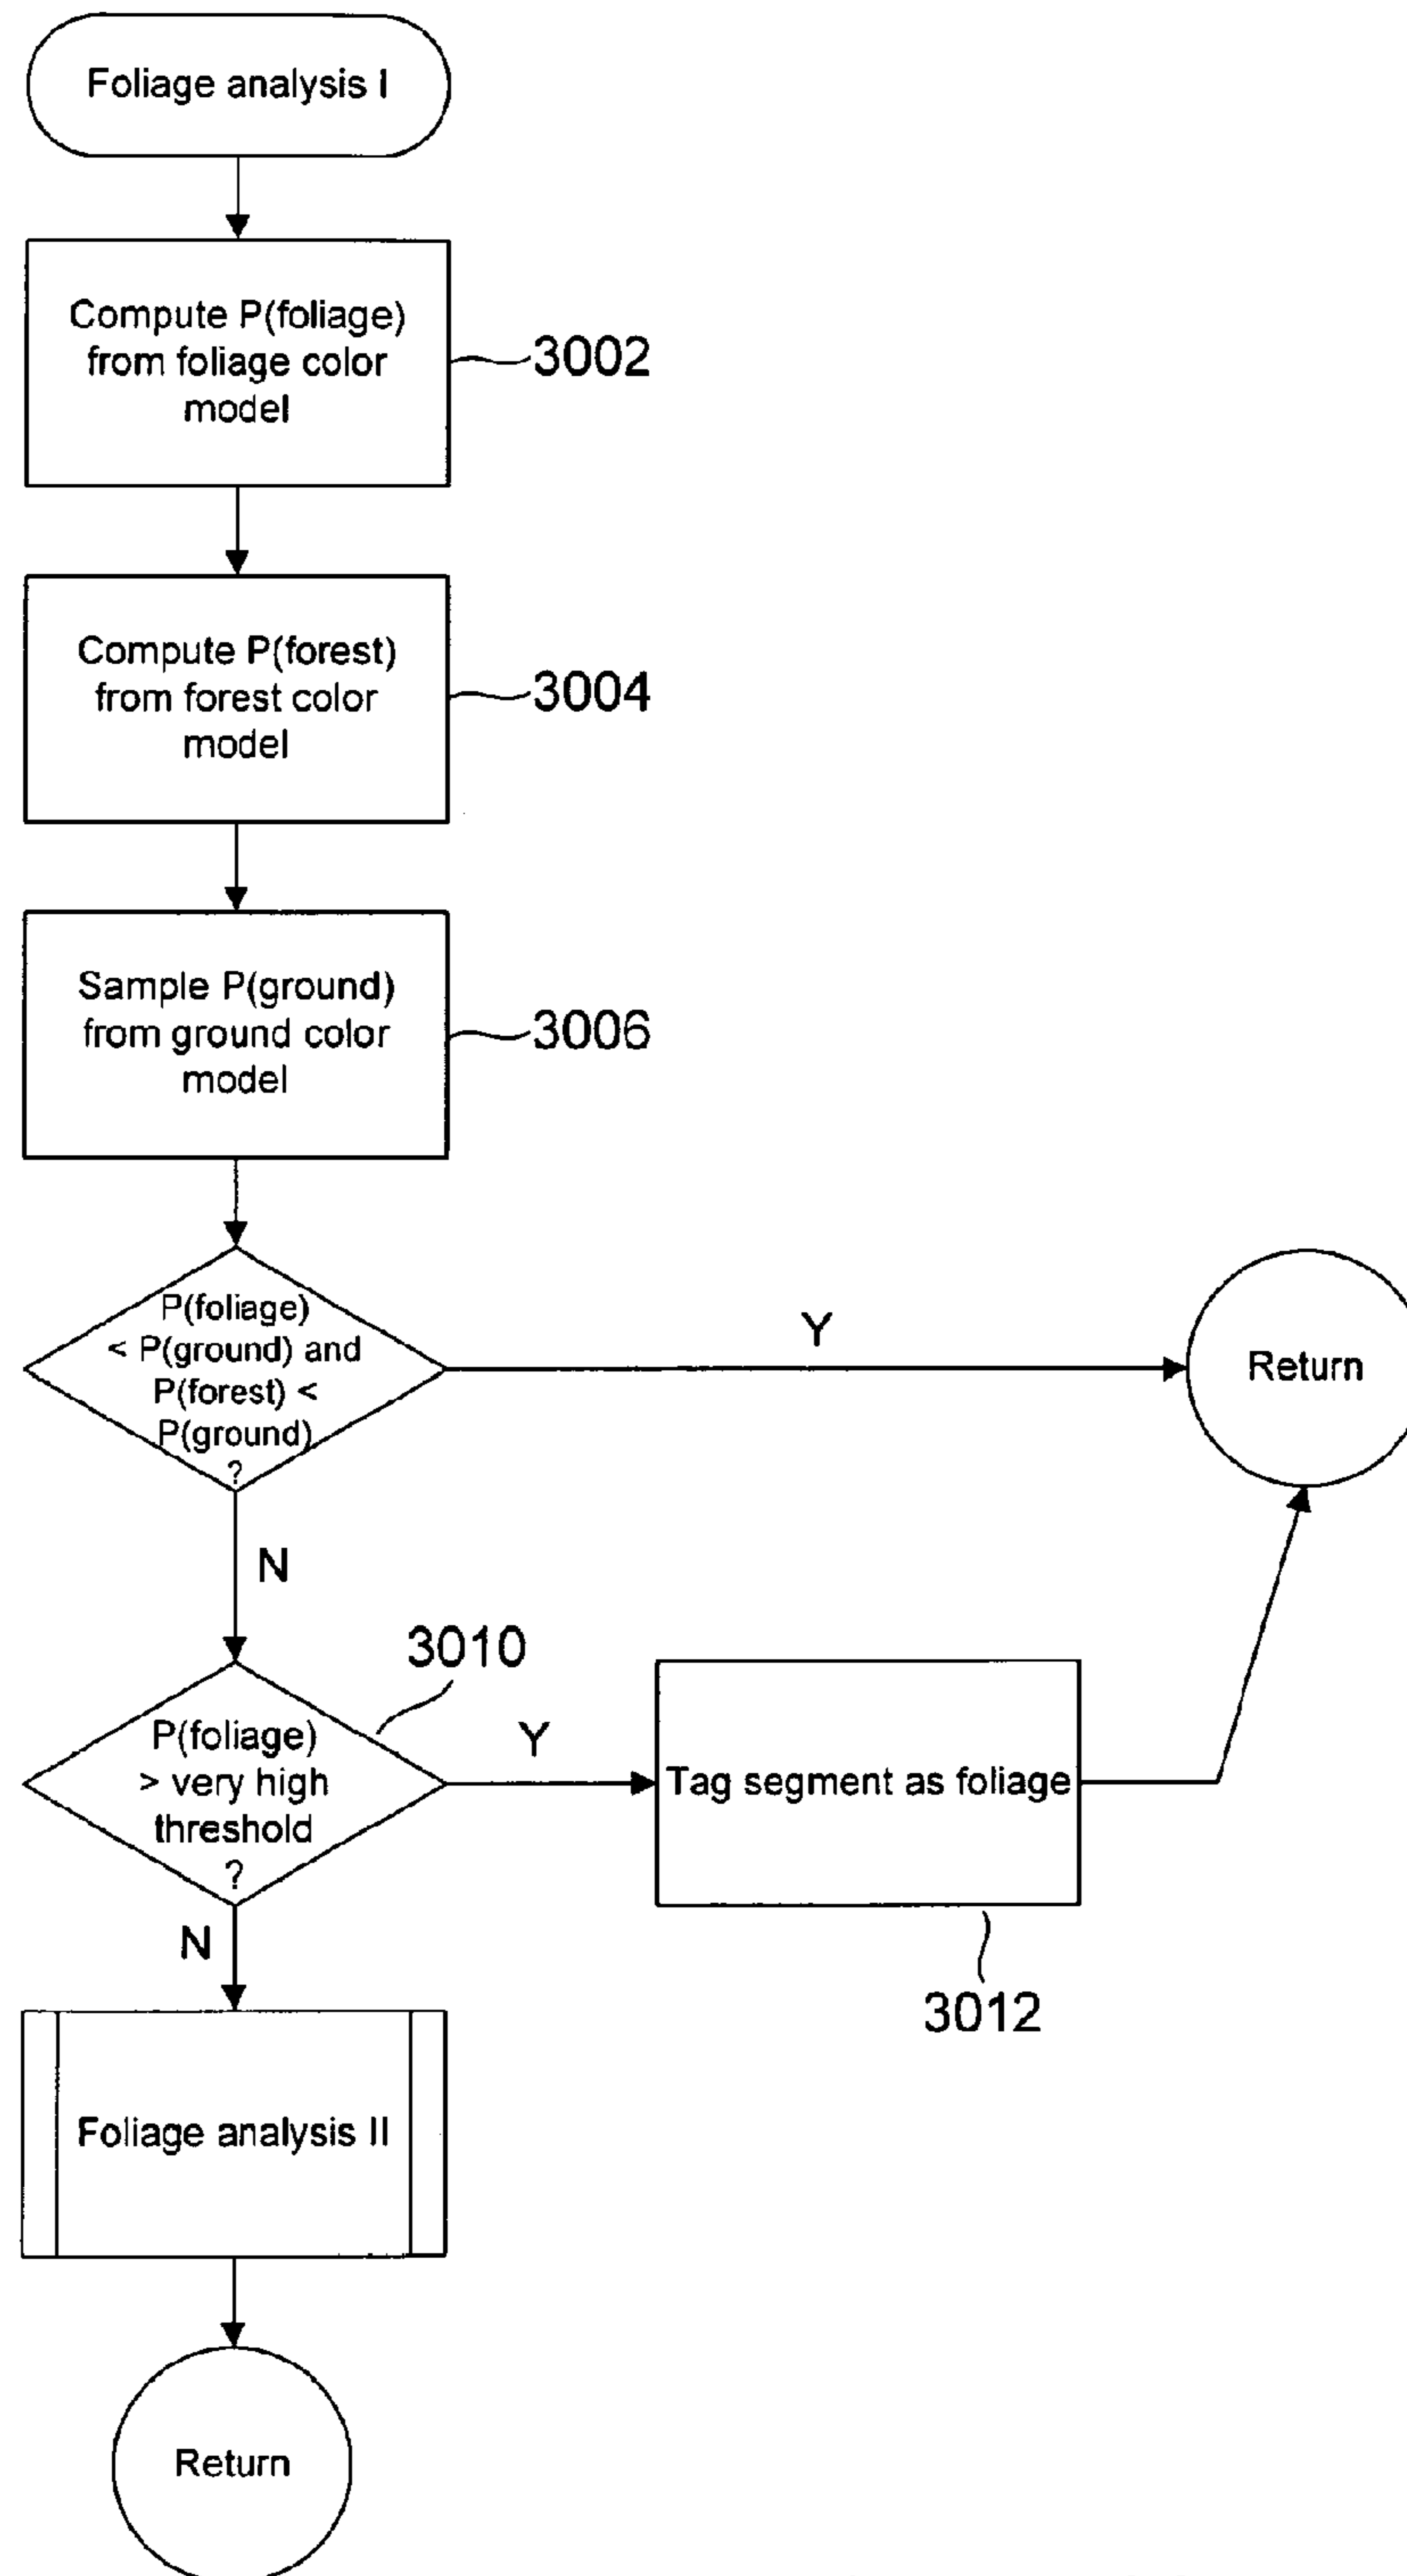 Foliage analysis I
Compute P(foliage)
from foliage color
model
3002
Compute P(forest)
from forest color
model
3004
Sample P(ground)
from ground color
model
3006
P(foliage)
< P(ground) and
P(forest) <
P(ground)
?
Y
Return
N
3010
P(foliage)
> very high
threshold
?
Y
Tag segment as foliage
3012
N
Foliage analysis II
Return